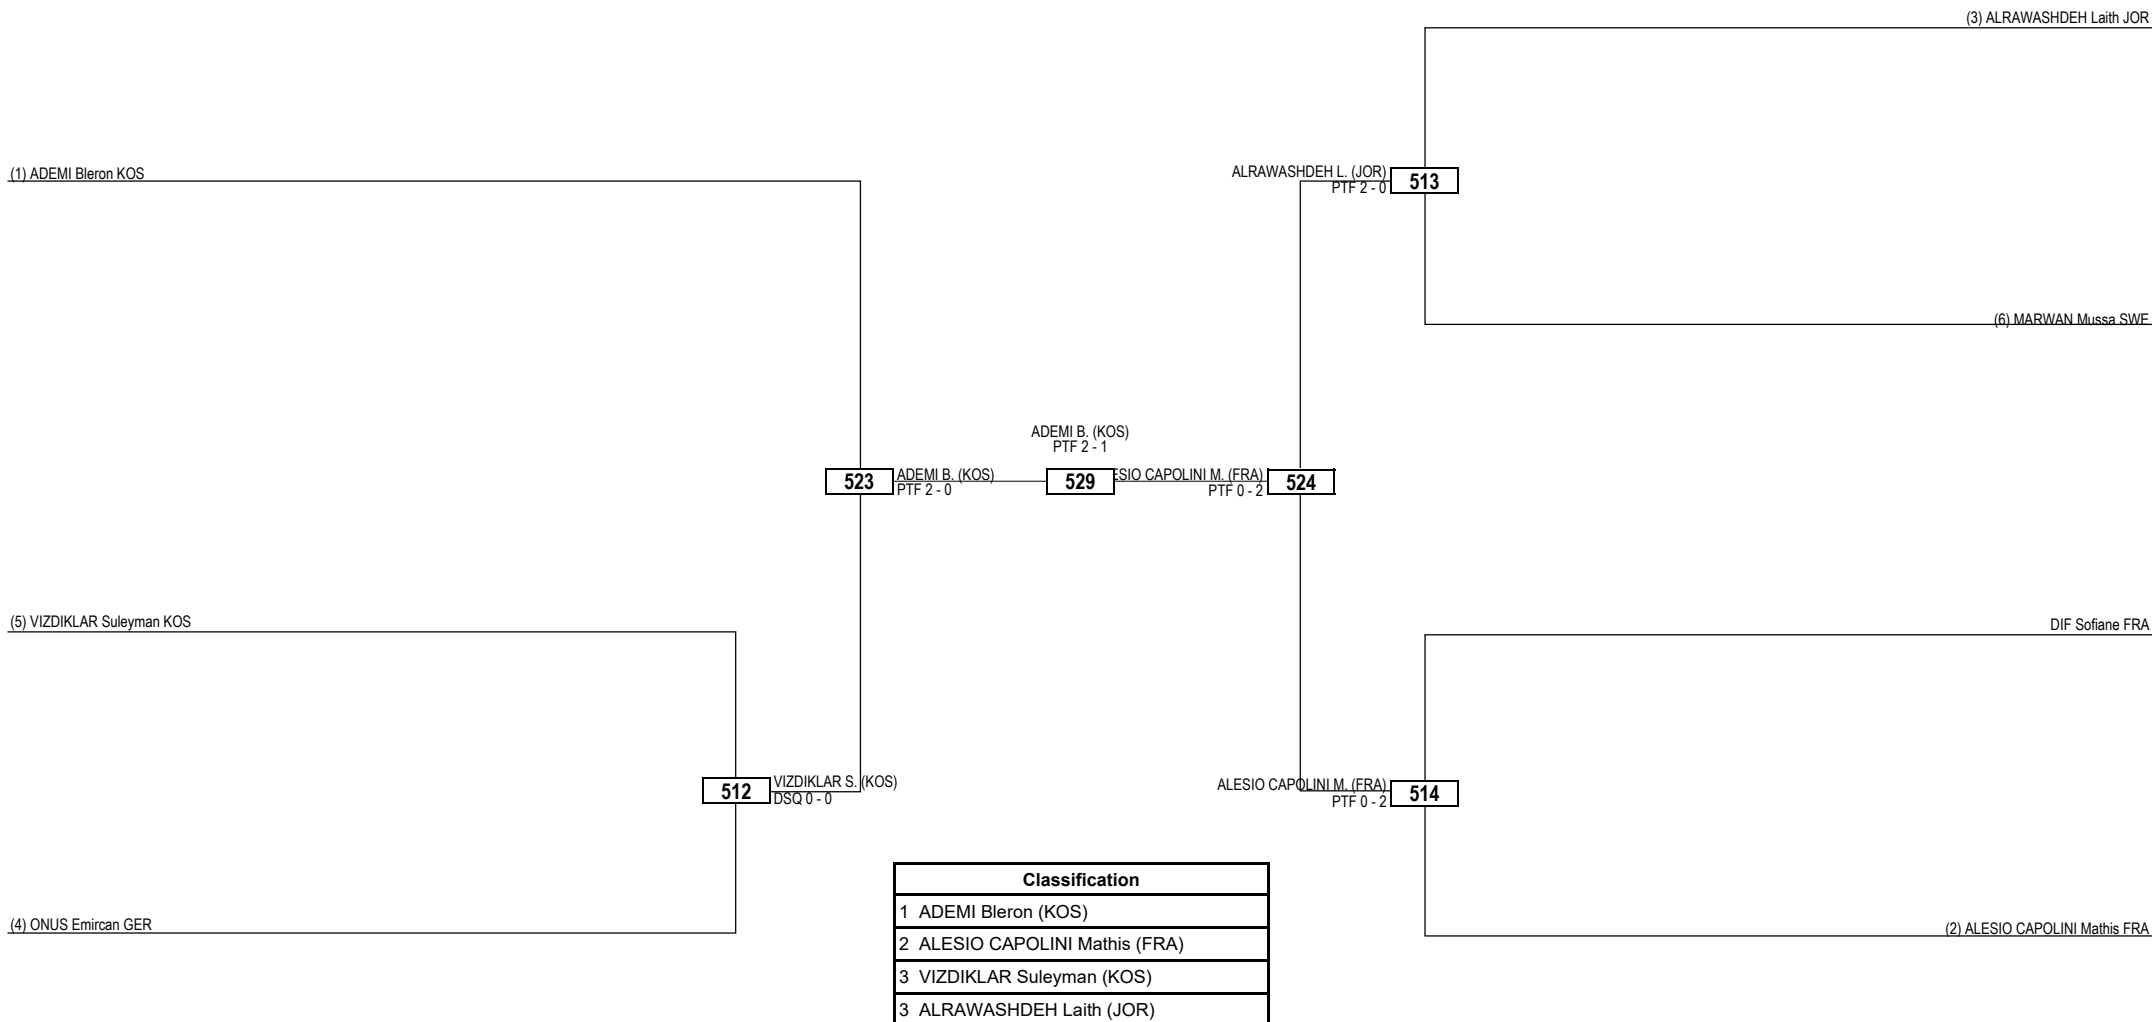 (3) ALRAWASHDEH Laith JOR
(1) ADEMI Bleron KOS
ALRAWASHDEH L. (JOR)
PTF 2 - 0
513
(6) MARWAN Mussa SWE
ADEMI B. (KOS)
PTF 2 - 1
523
ADEMI B. (KOS)
PTF 2 - 0
529
ESIO CAPOLINI M. (FRA)
PTF 0 - 2
524
(5) VIZDIKLAR Suleyman KOS
DIF Sofiane FRA
512
VIZDIKLAR S. (KOS)
DSQ 0 - 0
ALESIO CAPOLINI M. (FRA)
PTF 0 - 2
514
(4) ONUS Emircan GER
(2) ALESIO CAPOLINI Mathis FRA
Classification
1 ADEMI Bleron (KOS)
2 ALESIO CAPOLINI Mathis (FRA)
3 VIZDIKLAR Suleyman (KOS)
3 ALRAWASHDEH Laith (JOR)